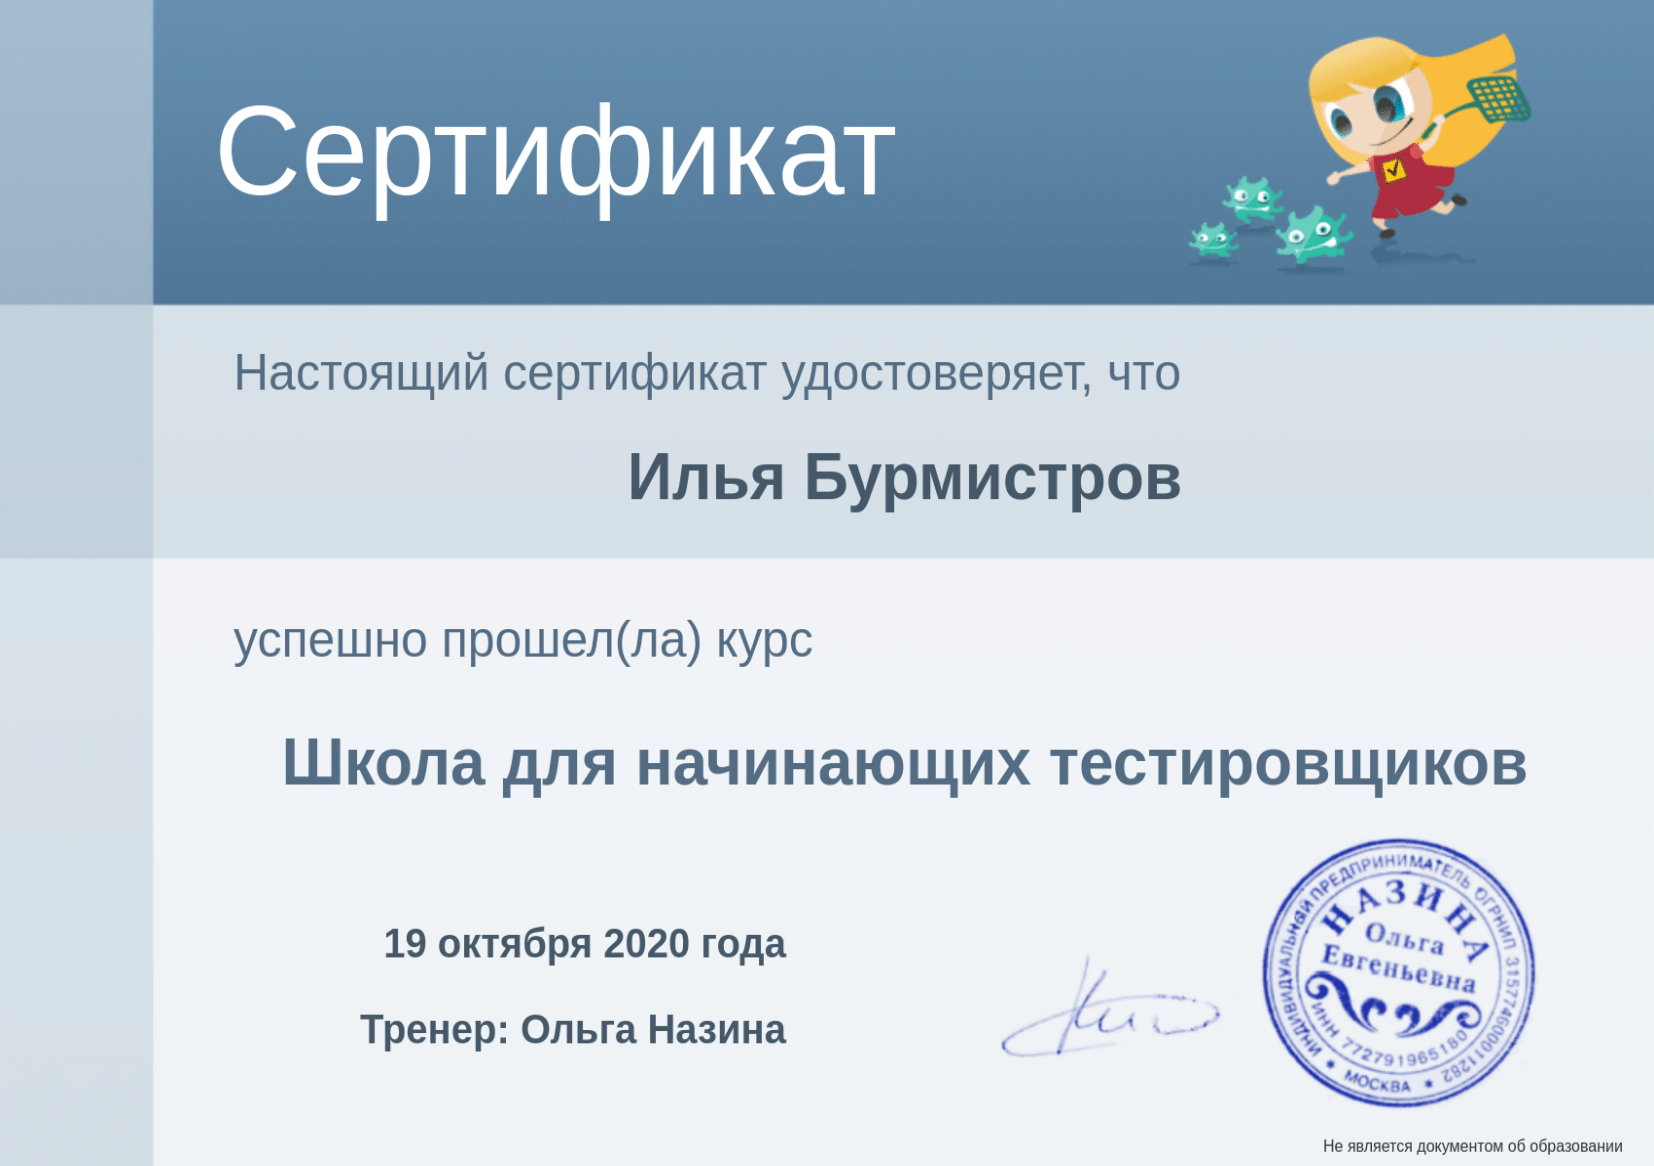 Сертификат
Настоящий сертификат удостоверяет, что
Илья Бурмистров
успешно прошел(ла) курс
Школа для начинающих тестировщиков
19 октября 2020 года
Тренер: Ольга Назина
ИНДИВИДУАЛЬНЫЙ ПРЕДПРИНИМАТЕЛЬ ОГРНИП 315774600011282
НАЗИНА
Ольга
Евгеньевна
ИНН 772791965180
* МОСКВА *
Не является документом об образовании